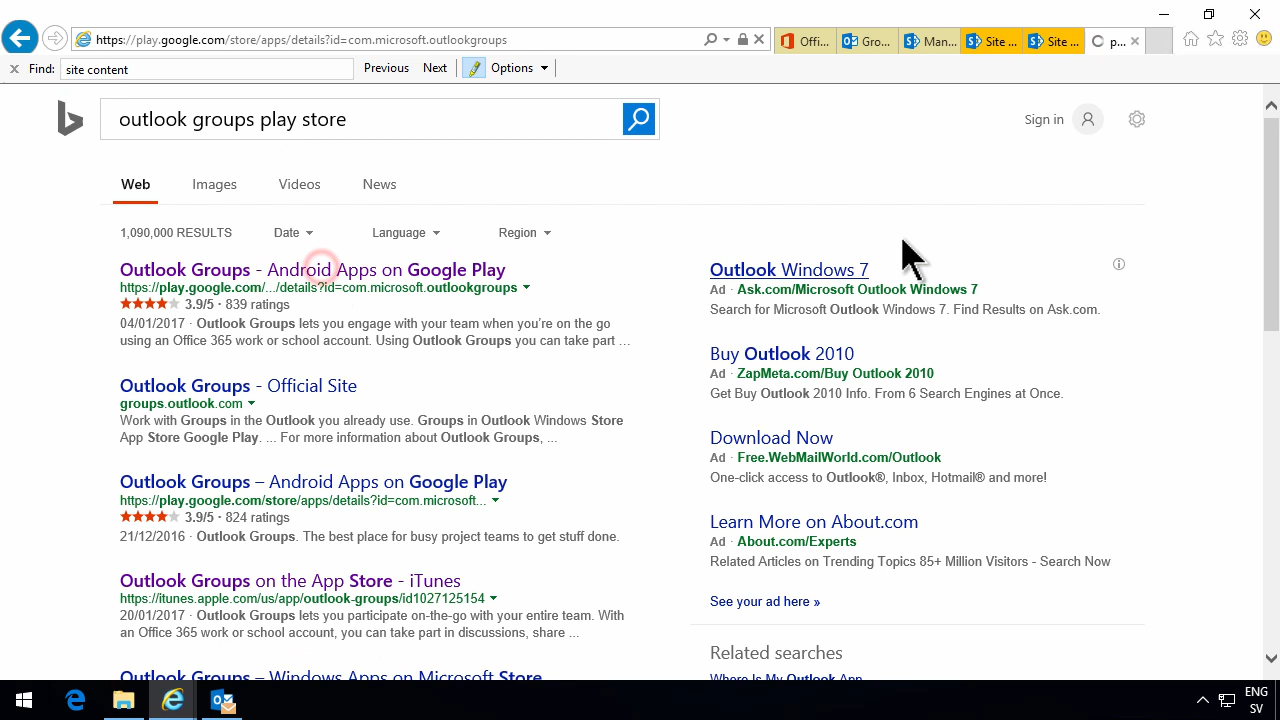 https://play.google.com/store/apps/details?id=com.microsoft.outlookgroups
Offi...
Gro...
Man...
Site ...
Site ...
p...
Find:
site content
Previous
Next
Options
outlook groups play store
Sign in
Web
Images
Videos
News
1,090,000 RESULTS
Date
Language
Region
Outlook Groups - Android Apps on Google Play
https://play.google.com/.../details?id=com.microsoft.outlookgroups
3.9/5 · 839 ratings
04/01/2017 · Outlook Groups lets you engage with your team when you're on the go
using an Office 365 work or school account. Using Outlook Groups you can take part ...
Outlook Groups - Official Site
groups.outlook.com
Work with Groups in the Outlook you already use. Groups in Outlook Windows Store
App Store Google Play. ... For more information about Outlook Groups, ...
Outlook Groups – Android Apps on Google Play
https://play.google.com/store/apps/details?id=com.microsoft...
3.9/5 · 824 ratings
21/12/2016 · Outlook Groups. The best place for busy project teams to get stuff done.
Outlook Groups on the App Store - iTunes
https://itunes.apple.com/us/app/outlook-groups/id1027125154
20/01/2017 · Outlook Groups lets you participate on-the-go with your entire team. With
an Office 365 work or school account, you can take part in discussions, share ...
Outlook Groups – Windows Apps on Microsoft Store
Outlook Windows 7
Ad · Ask.com/Microsoft Outlook Windows 7
Search for Microsoft Outlook Windows 7. Find Results on Ask.com.
Buy Outlook 2010
Ad · ZapMeta.com/Buy Outlook 2010
Get Buy Outlook 2010 Info. From 6 Search Engines at Once.
Download Now
Ad · Free.WebMailWorld.com/Outlook
One-click access to Outlook®, Inbox, Hotmail® and more!
Learn More on About.com
Ad · About.com/Experts
Related Articles on Trending Topics 85+ Million Visitors - Search Now
See your ad here »
Related searches
Where Is My Outlook App
ENG
SV